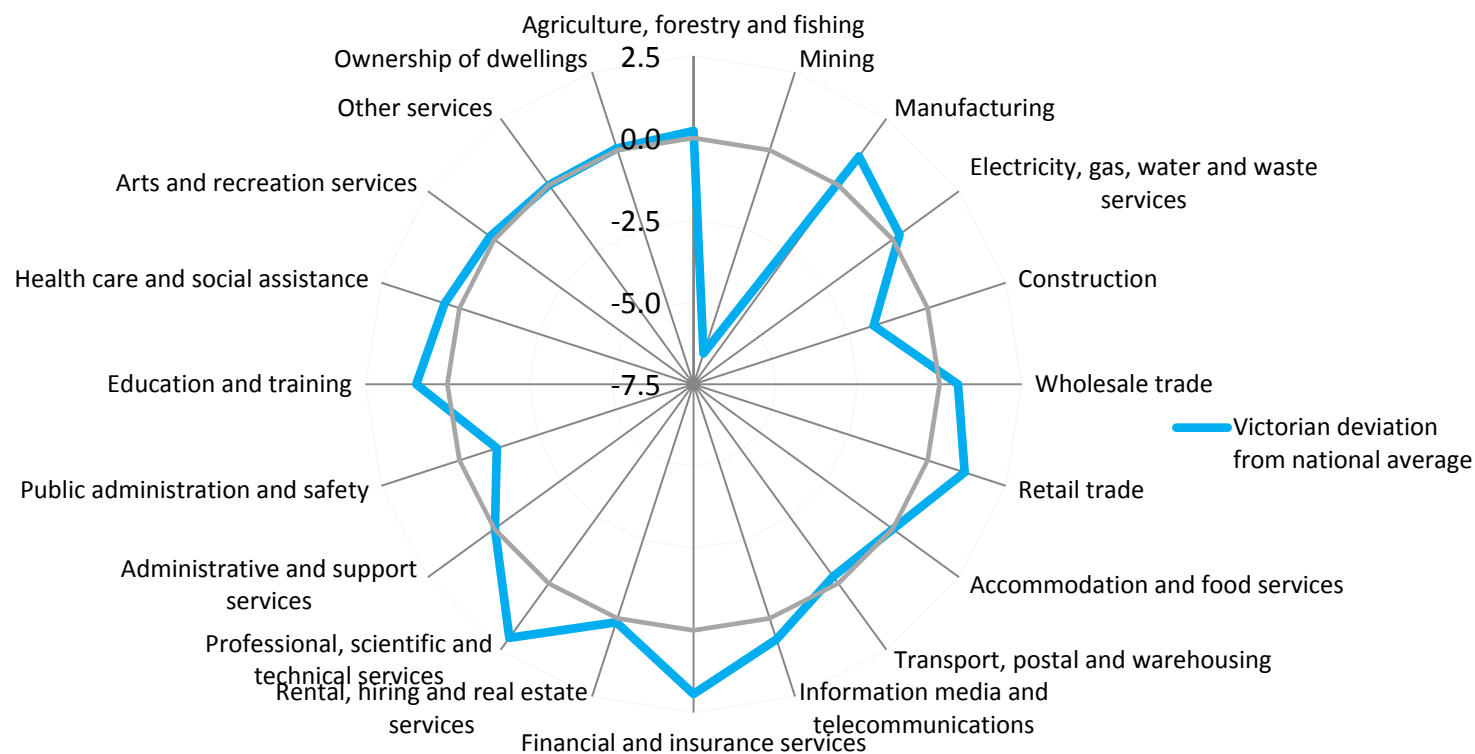 Agriculture, forestry and fishing
Mining
Manufacturing
Electricity, gas, water and waste
services
Construction
Wholesale trade
Retail trade
Accommodation and food services
Transport, postal and warehousing
Information media and
telecommunications
Financial and insurance services
Rental, hiring and real estate
services
Professional, scientific and
technical services
Administrative and support
services
Public administration and safety
Education and training
Health care and social assistance
Arts and recreation services
Other services
Ownership of dwellings
2.5
0.0
-2.5
-5.0
-7.5
Victorian deviation
from national average